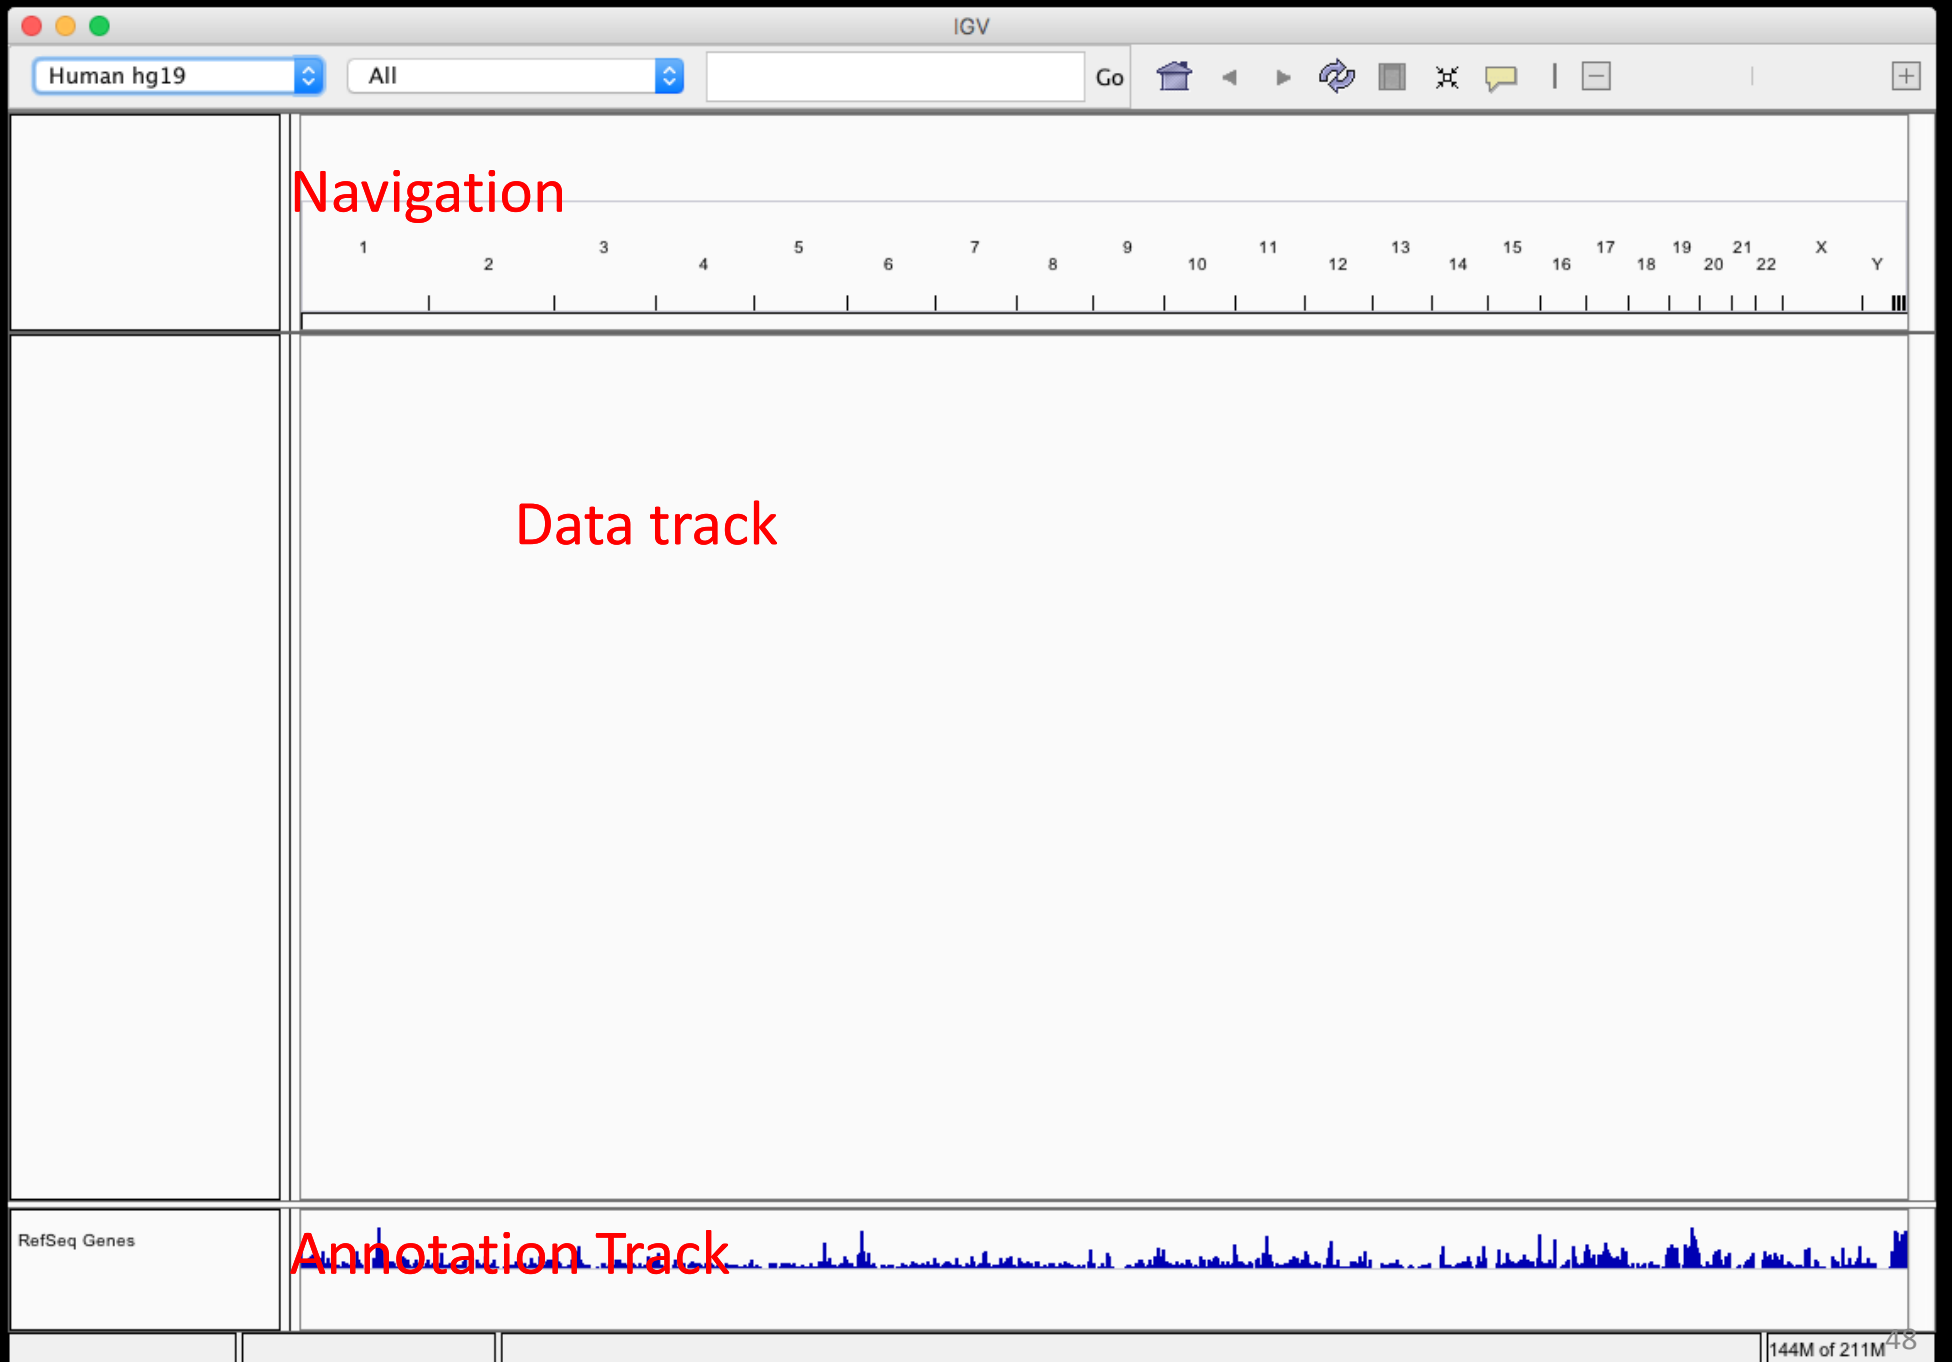 IGV
Human hg19 All Go
Navigation
1 3 5 7 9 11 13 15 17 19 21 X
2 4 6 8 10 12 14 16 18 20 22 Y
Data track
RefSeq Genes
Annotation Track
144M of 211M
48